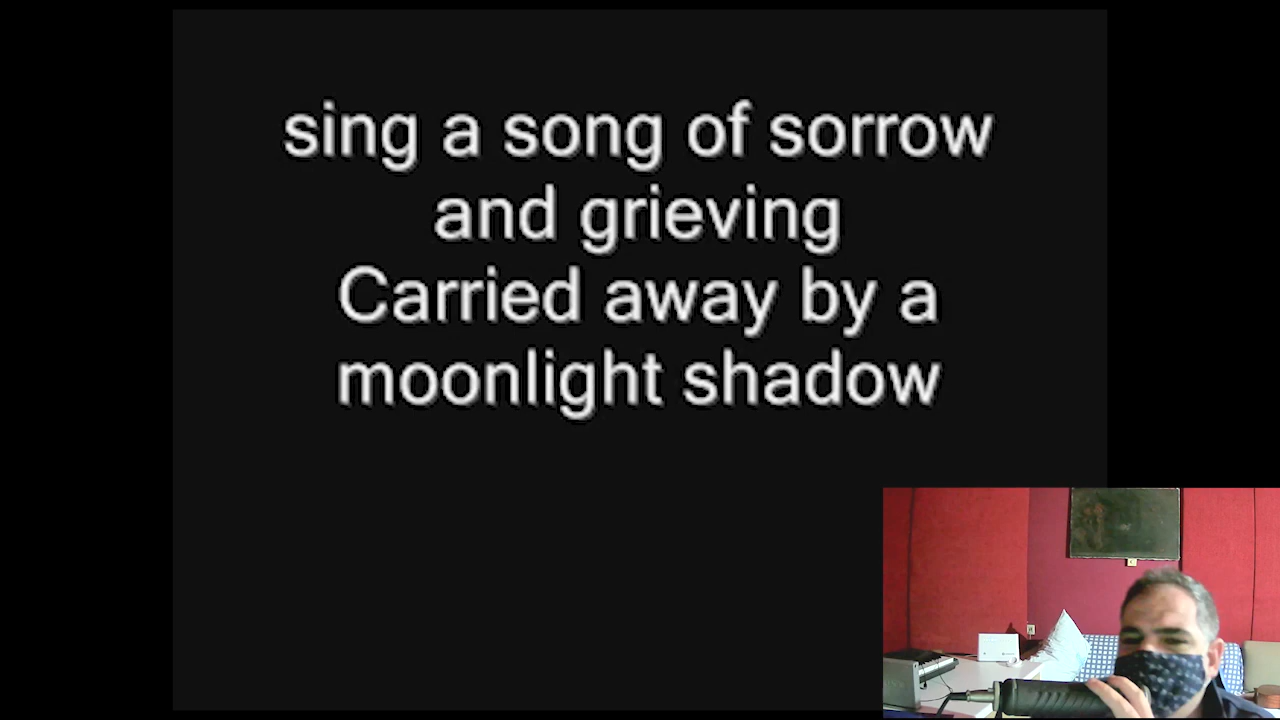 sing a song of sorrow
and grieving
Carried away by a
moonlight shadow